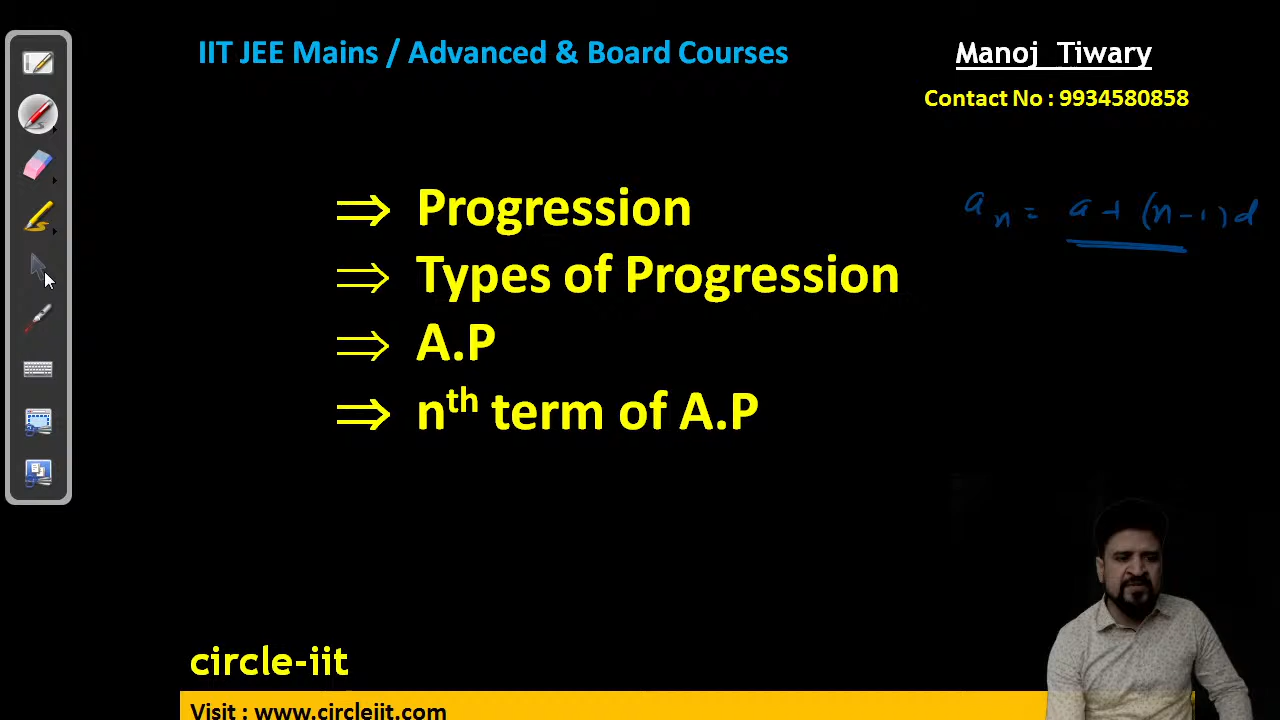 IIT JEE Mains / Advanced & Board Courses
Manoj Tiwary
Contact No : 9934580858
⇒ Progression
aₙ = a + (n-1)d
⇒ Types of Progression
⇒ A.P
⇒ nᵗʰ term of A.P
circle-iit
Visit : www.circleiit.com